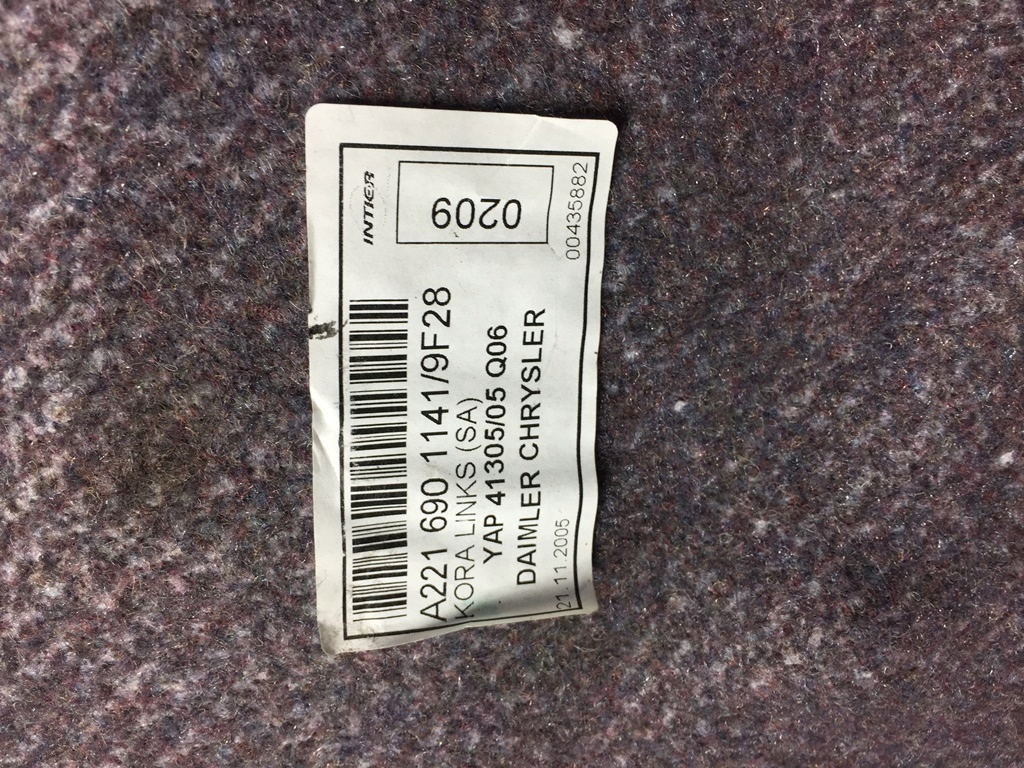 INTIER
A221 690 1141/9F28
KORA LINKS (SA)
0209
YAP 41305/05 Q06
DAIMLER CHRYSLER
21.11.2005
00435882